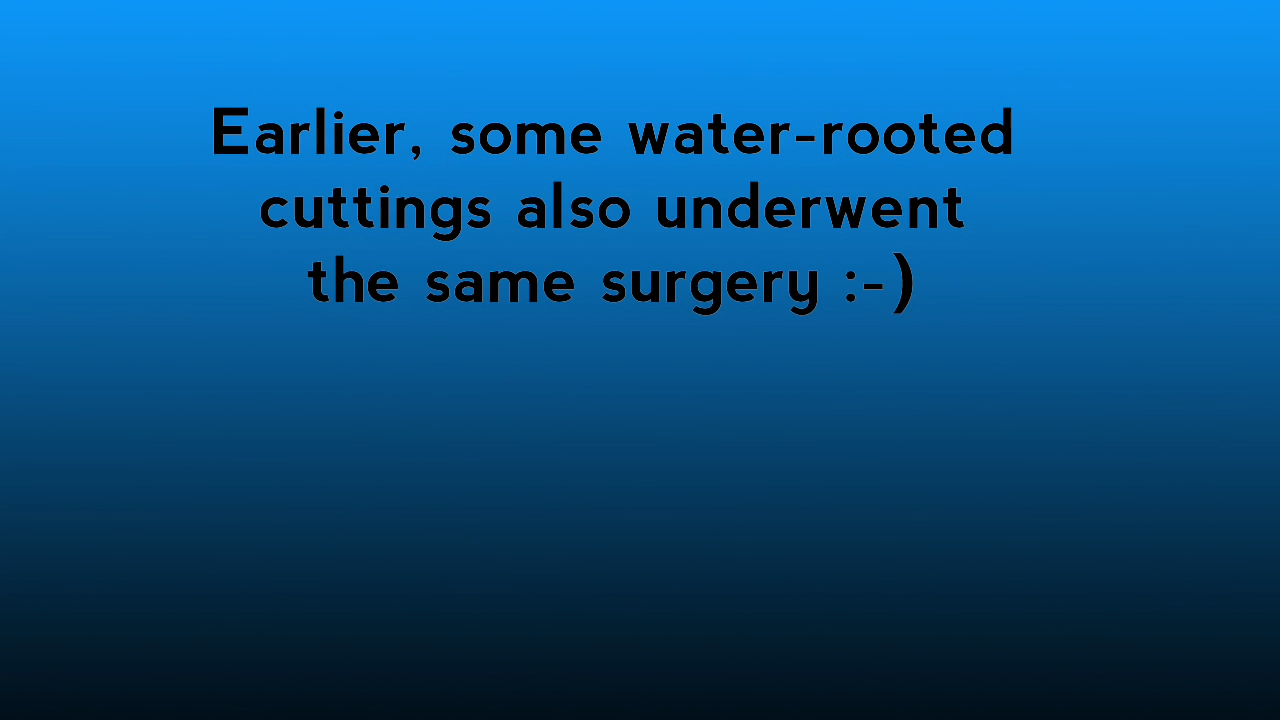 Earlier, some water-rooted
cuttings also underwent
the same surgery :-)